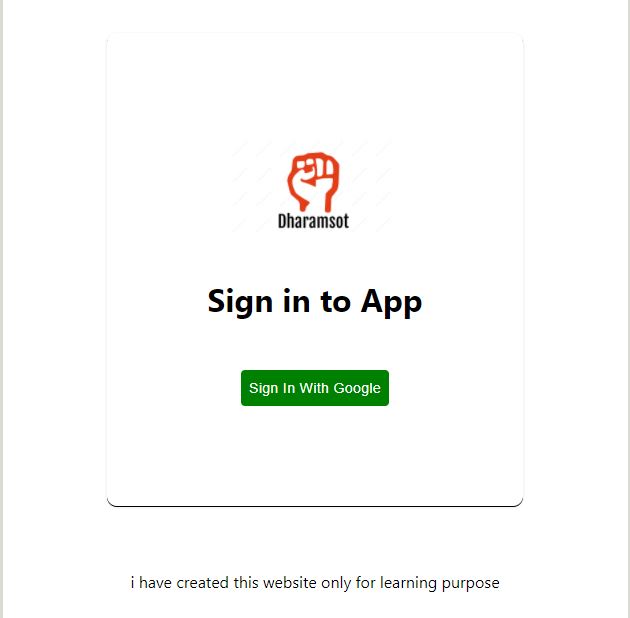 Dharamsot
Sign in to App
Sign In With Google
i have created this website only for learning purpose